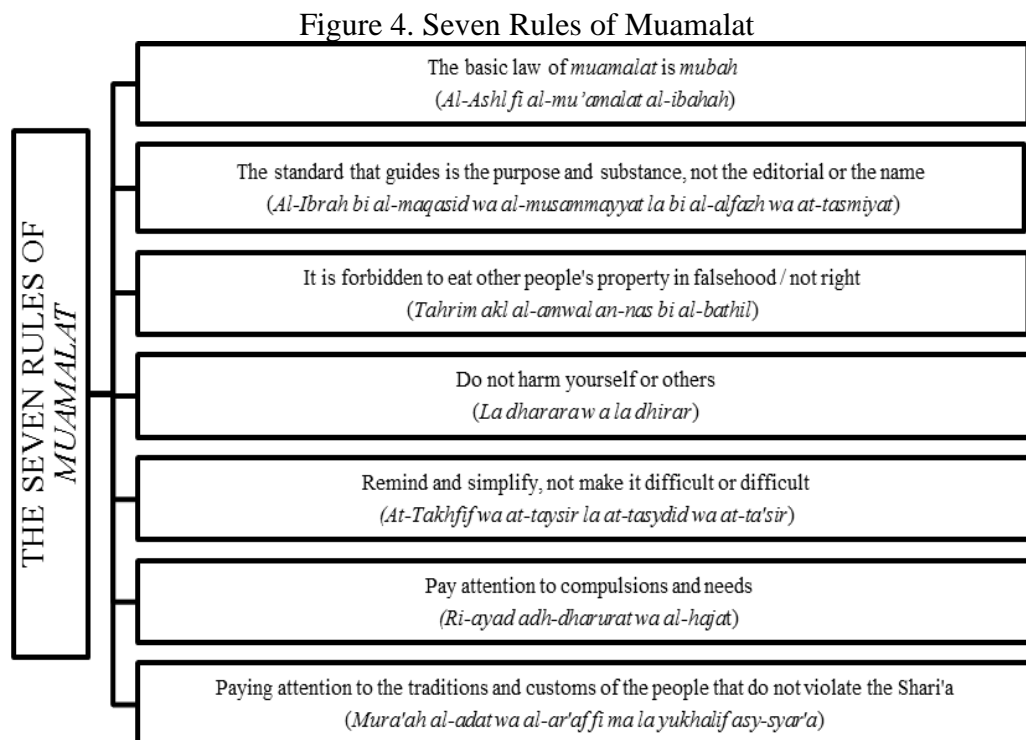 Figure 4. Seven Rules of Muamalat
THE SEVEN RULES OF
MUAMALAT
The basic law of muamalat is mubah
(Al-Ashl fi al-mu’amalat al-ibahah)
The standard that guides is the purpose and substance, not the editorial or the name
(Al-Ibrah bi al-maqasid wa al-musammayyat la bi al-alfazh wa at-tasmiyat)
It is forbidden to eat other people's property in falsehood / not right
(Tahrim akl al-amwal an-nas bi al-bathil)
Do not harm yourself or others
(La dharara w a la dhirar)
Remind and simplify, not make it difficult or difficult
(At-Takhfif wa at-taysir la at-tasydid wa at-ta'sir)
Pay attention to compulsions and needs
(Ri-ayad adh-dharurat wa al-hajat)
Paying attention to the traditions and customs of the people that do not violate the Shari'a
(Mura'ah al-adat wa al-ar'af fi ma la yukhalif asy-syar'a)